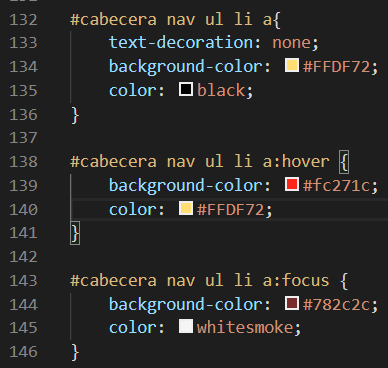 132 #cabecera nav ul li a{
133 text-decoration: none;
134 background-color: #FFDF72;
135 color: black;
136 }
137
138 #cabecera nav ul li a:hover {
139 background-color: #fc271c;
140 color: #FFDF72;
141 }
142
143 #cabecera nav ul li a:focus {
144 background-color: #782c2c;
145 color: whitesmoke;
146 }